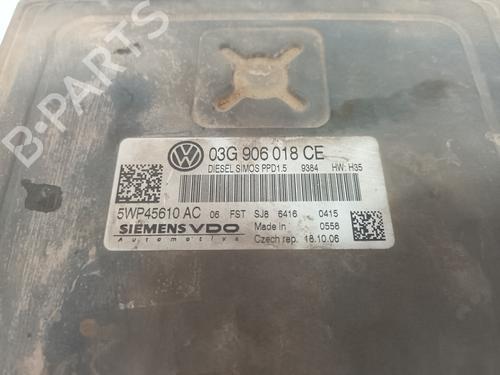 03G 906 018 CE
DIESEL SIMOS PPD1.5 9384 HW: H35
5WP45610 AC 06 FST SJ8 6416 0415
SIEMENS VDO Made in 0558
Automotive Czech rep. 18.10.06
B-PARTS